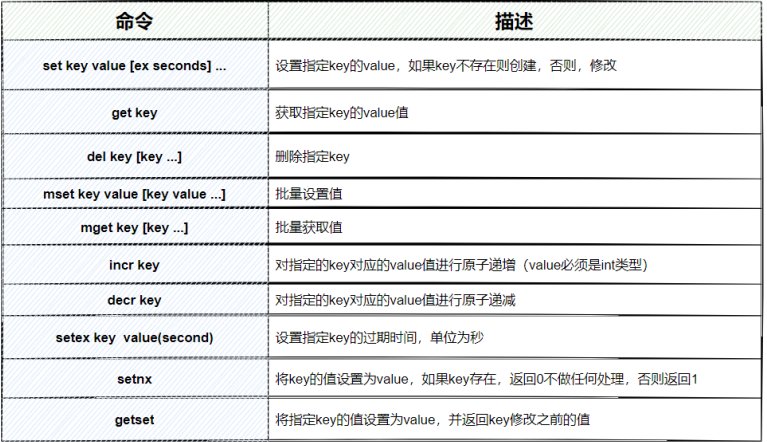 命令 描述
set key value [ex seconds] ... 设置指定key的value，如果key不存在则创建，否则，修改
get key 获取指定key的value值
del key [key ...] 删除指定key
mset key value [key value ...] 批量设置值
mget key [key ...] 批量获取值
incr key 对指定的key对应的value值进行原子递增（value必须是int类型）
decr key 对指定的key对应的value值进行原子递减
setex key value(second) 设置指定key的过期时间，单位为秒
setnx 将key的值设置为value，如果key存在，返回0不做任何处理，否则返回1
getset 将指定key的值设置为value，并返回key修改之前的值